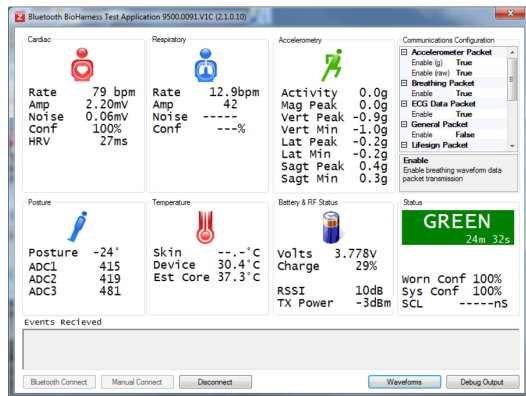 Z Bluetooth BioHarness Test Application 9500.0091.V1C (2.1.0.10)
Cardiac
Rate 79 bpm
Amp 2.20mV
Noise 0.06mV
Conf 100%
HRV 27ms
Respiratory
Rate 12.9bpm
Amp 42
Noise -----
Conf ---%
Accelerometry
Activity 0.0g
Mag Peak 0.0g
Vert Peak -0.9g
Vert Min -1.0g
Lat Peak -0.2g
Lat Min -0.2g
Sagt Peak 0.4g
Sagt Min 0.3g
Communications Configuration
Accelerometer Packet
Enable (g) True
Enable (raw) True
Breathing Packet
Enable True
ECG Data Packet
Enable True
General Packet
Enable False
Lifesign Packet
Enable
Enable breathing waveform data
packet transmission
Posture
Posture -24°
ADC1 415
ADC2 419
ADC3 481
Temperature
Skin --.-°C
Device 30.4°C
Est Core 37.3°C
Battery & RF Status
Volts 3.778V
Charge 29%
RSSI 10dB
TX Power -3dBm
Status
GREEN
24m 32s
Worn Conf 100%
Sys Conf 100%
SCL -----nS
Events Recieved
Bluetooth Connect
Manual Connect
Disconnect
Waveforms
Debug Output